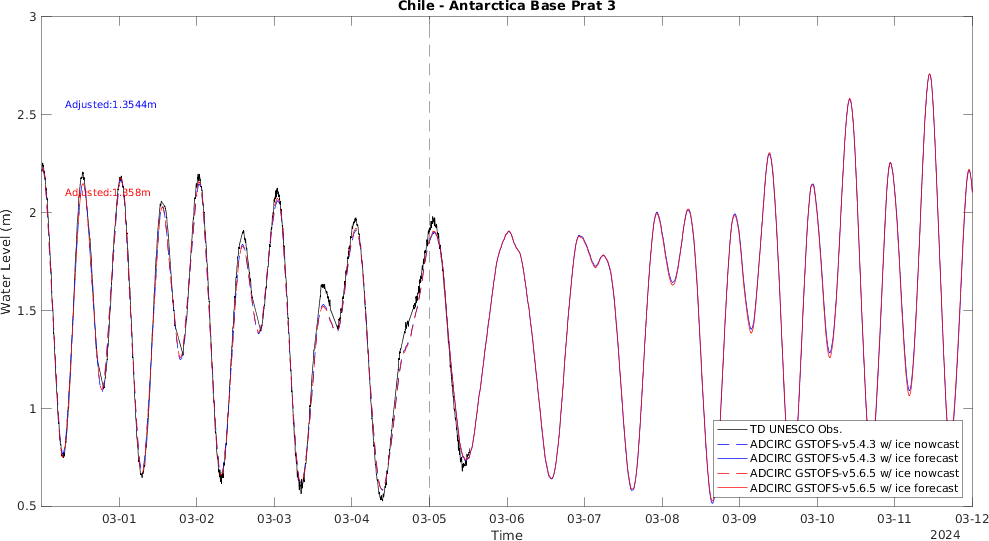 Chile - Antarctica Base Prat 3
3
2.5
2
1.5
1
0.5
Water Level (m)
Adjusted:1.3544m
Adjusted:1.358m
TD UNESCO Obs.
ADCIRC GSTOFS-v5.4.3 w/ ice nowcast
ADCIRC GSTOFS-v5.4.3 w/ ice forecast
ADCIRC GSTOFS-v5.6.5 w/ ice nowcast
ADCIRC GSTOFS-v5.6.5 w/ ice forecast
03-01 03-02 03-03 03-04 03-05 03-06 03-07 03-08 03-09 03-10 03-11 03-12
Time
2024